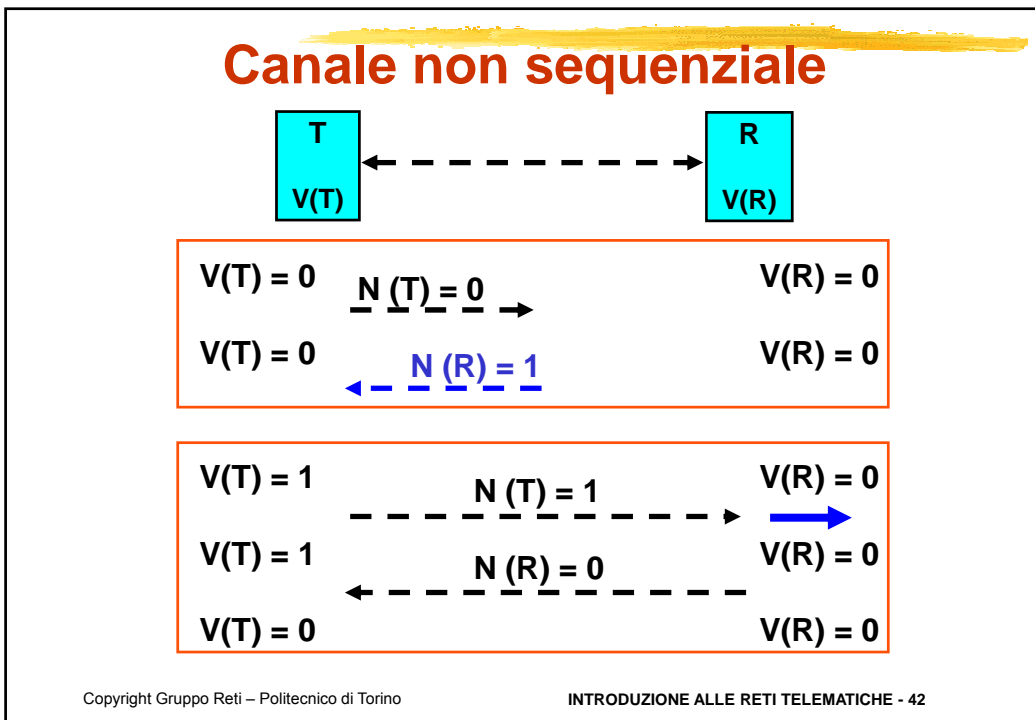 Canale non sequenziale
T R
V(T) V(R)
V(T) = 0 N (T) = 0 V(R) = 0
V(T) = 0 N (R) = 1 V(R) = 0
V(T) = 1 N (T) = 1 V(R) = 0
V(T) = 1 N (R) = 0 V(R) = 0
V(T) = 0 V(R) = 0
Copyright Gruppo Reti – Politecnico di Torino INTRODUZIONE ALLE RETI TELEMATICHE - 42